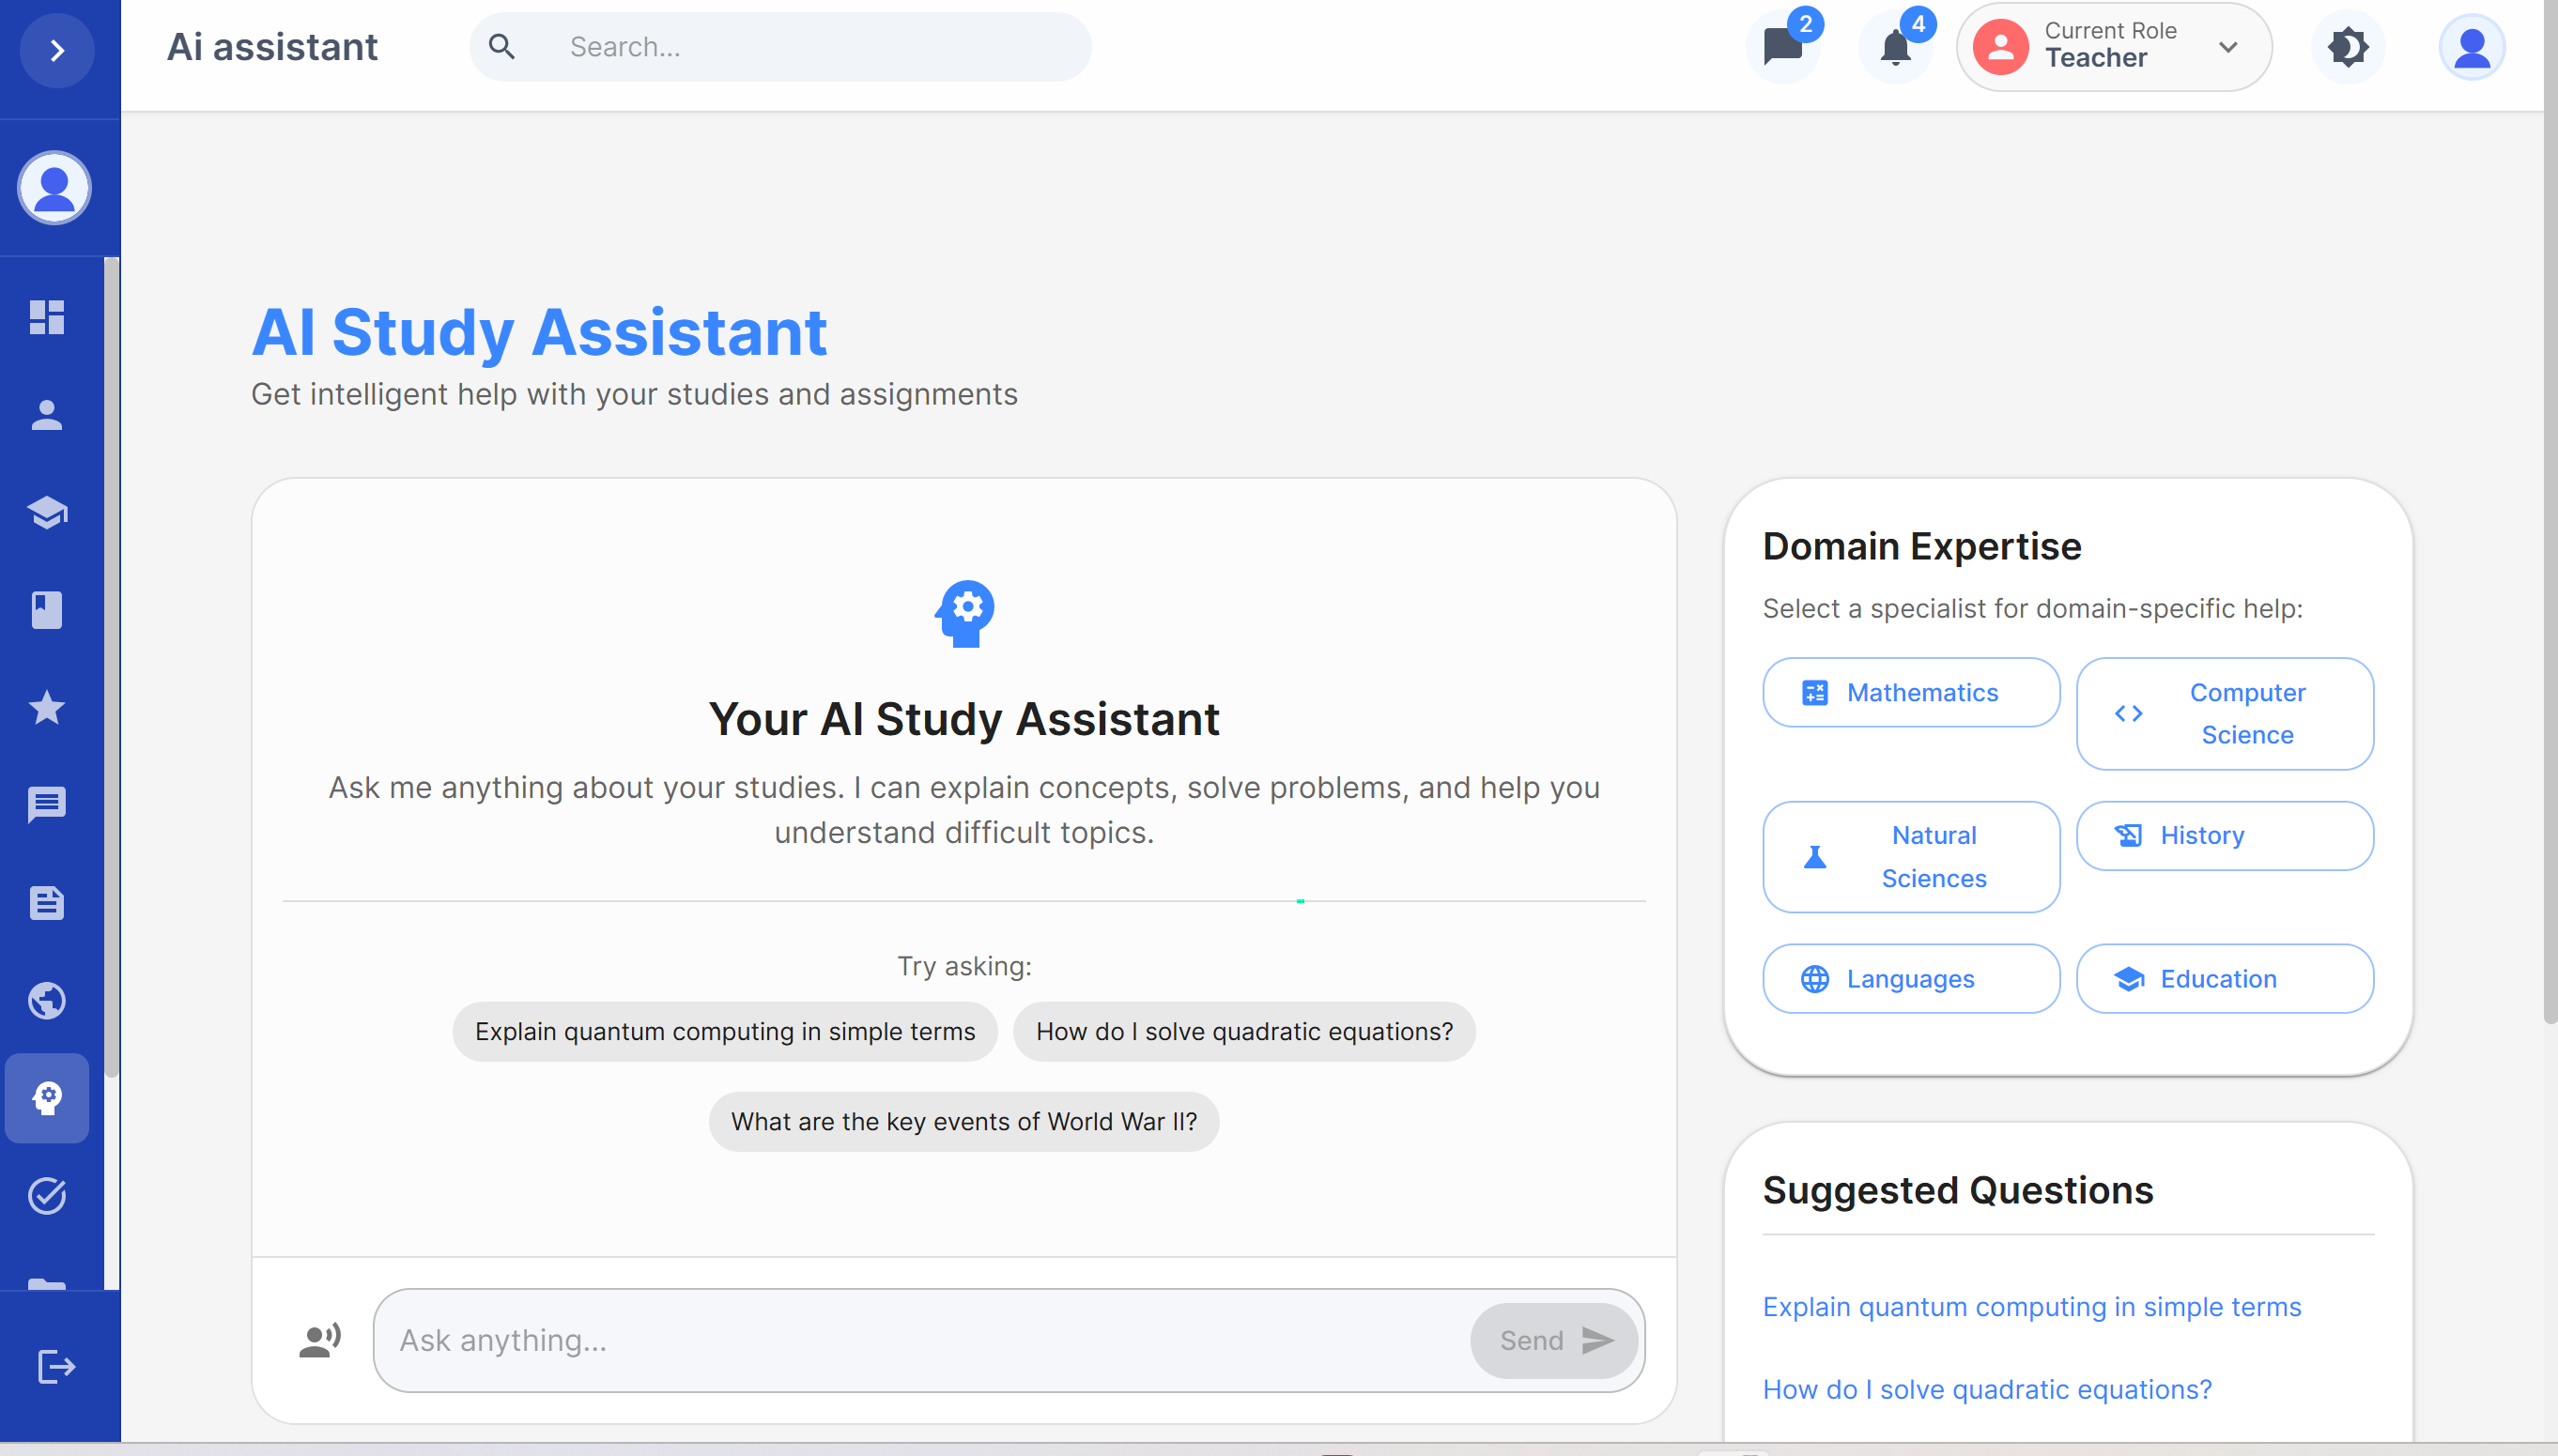 Ai assistant
Search...
2
4
Current Role
Teacher
AI Study Assistant
Get intelligent help with your studies and assignments
Your AI Study Assistant
Ask me anything about your studies. I can explain concepts, solve problems, and help you
understand difficult topics.
Try asking:
Explain quantum computing in simple terms
How do I solve quadratic equations?
What are the key events of World War II?
Ask anything...
Send
Domain Expertise
Select a specialist for domain-specific help:
Mathematics
Computer
Science
Natural
Sciences
History
Languages
Education
Suggested Questions
Explain quantum computing in simple terms
How do I solve quadratic equations?